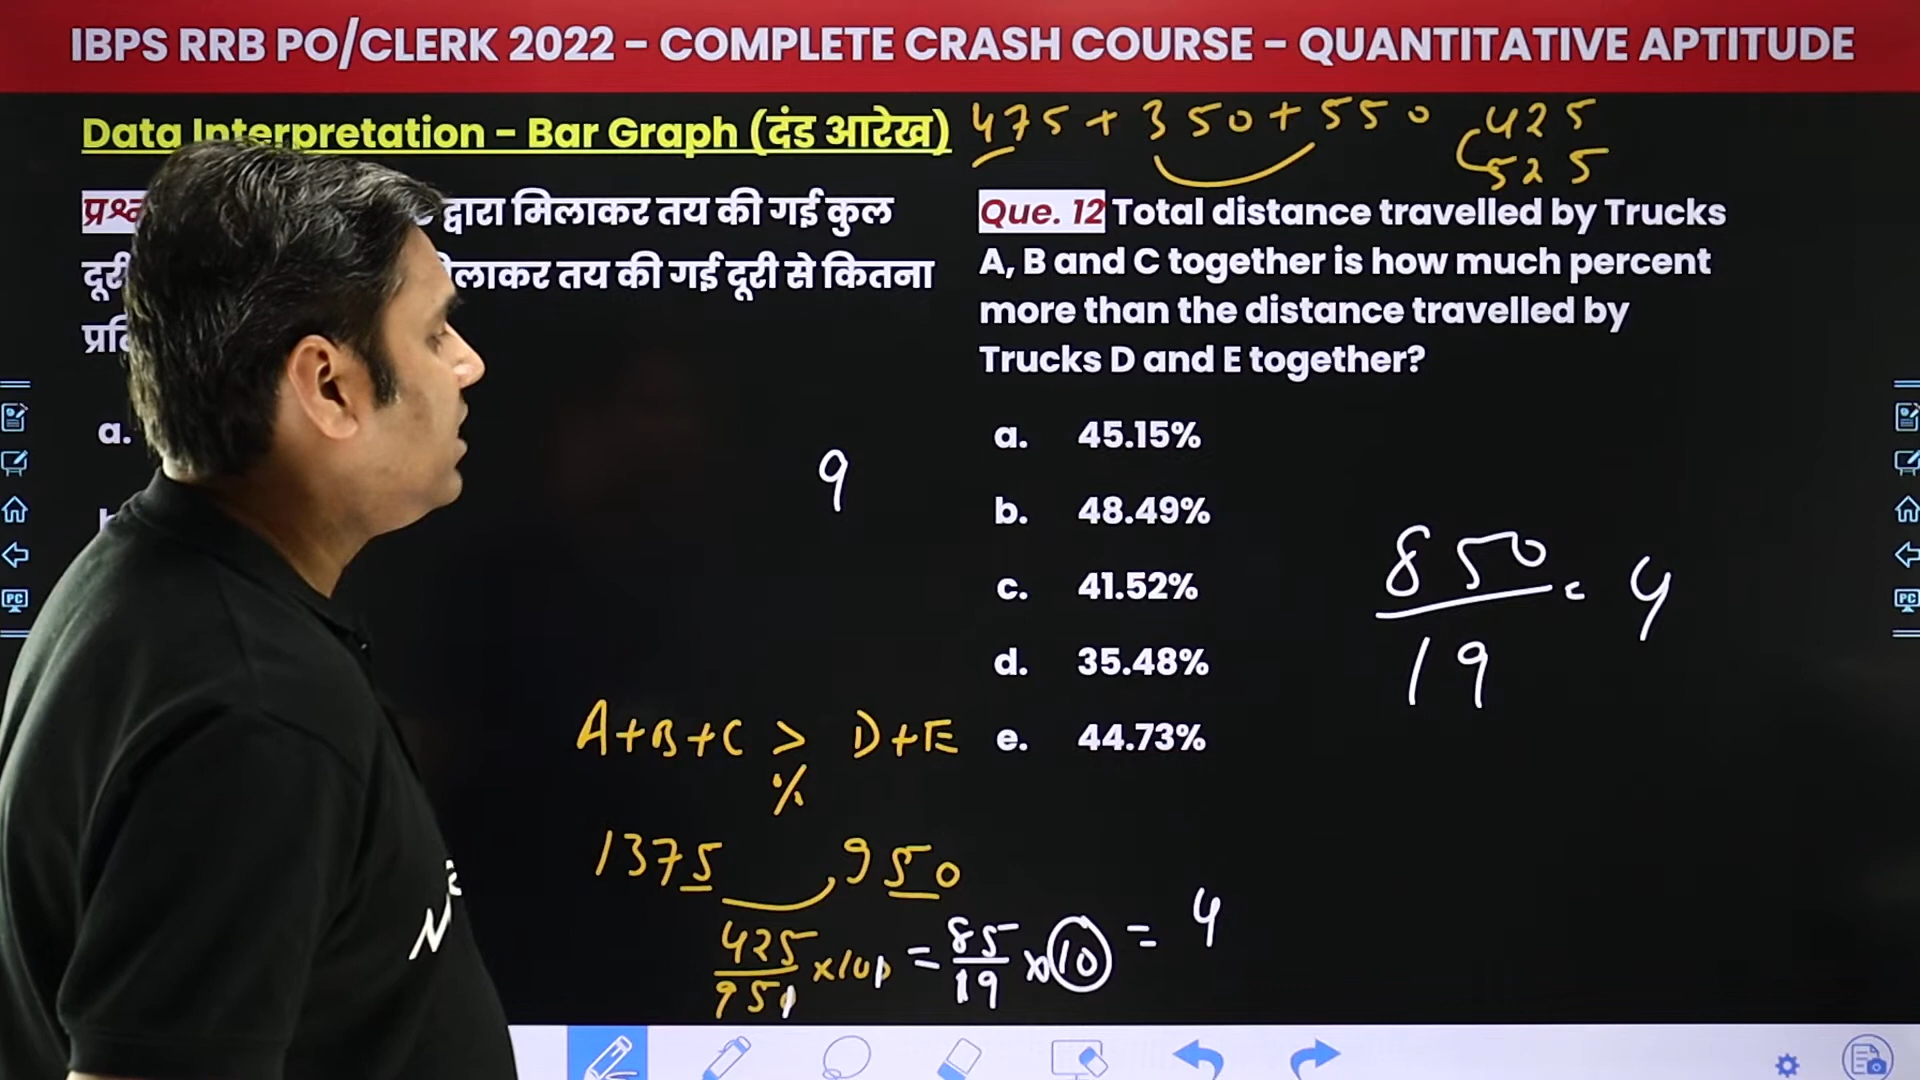 IBPS RRB PO/CLERK 2022 - COMPLETE CRASH COURSE - QUANTITATIVE APTITUDE
Data Interpretation - Bar Graph (दंड आरेख)
475 + 350 + 550
425
525
द्वारा मिलाकर तय की गई कुल
तय की गई दूरी से कितना
a.
9
Que. 12 Total distance travelled by Trucks
A, B and C together is how much percent
more than the distance travelled by
Trucks D and E together?
a. 45.15%
b. 48.49%
c. 41.52%
d. 35.48%
e. 44.73%
850/19 = 4
A+B+C > D+E
%
1375 950
425/950 × 100 = 85/19 × 10 = 4
PC
PC